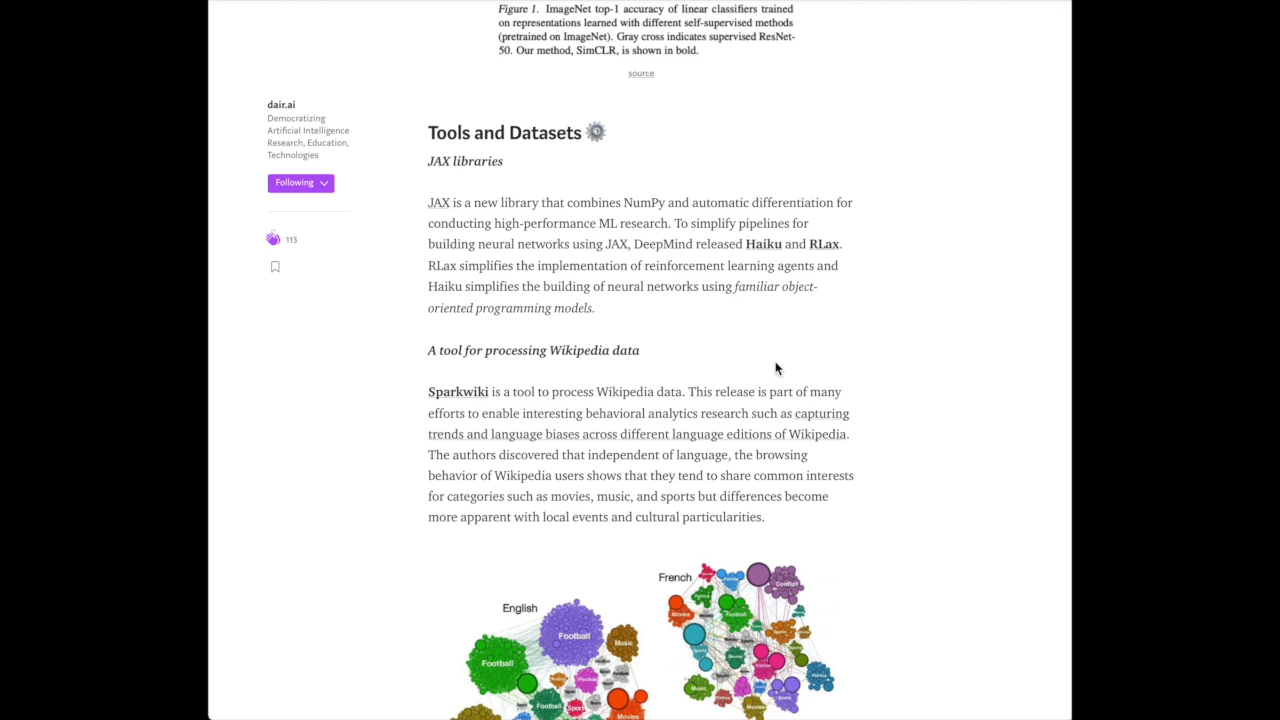 Figure 1. ImageNet top-1 accuracy of linear classifiers trained
on representations learned with different self-supervised methods
(pretrained on ImageNet). Gray cross indicates supervised ResNet-
50. Our method, SimCLR, is shown in bold.
source
dair.ai
Democratizing
Artificial Intelligence
Research, Education,
Technologies
Following
113
Tools and Datasets
JAX libraries
JAX is a new library that combines NumPy and automatic differentiation for
conducting high-performance ML research. To simplify pipelines for
building neural networks using JAX, DeepMind released Haiku and RLax.
RLax simplifies the implementation of reinforcement learning agents and
Haiku simplifies the building of neural networks using familiar object-
oriented programming models.
A tool for processing Wikipedia data
Sparkwiki is a tool to process Wikipedia data. This release is part of many
efforts to enable interesting behavioral analytics research such as capturing
trends and language biases across different language editions of Wikipedia.
The authors discovered that independent of language, the browsing
behavior of Wikipedia users shows that they tend to share common interests
for categories such as movies, music, and sports but differences become
more apparent with local events and cultural particularities.
English
Football
Football
Music
Football
Movies
French
Conflict
Movies
Football
Music
Movies